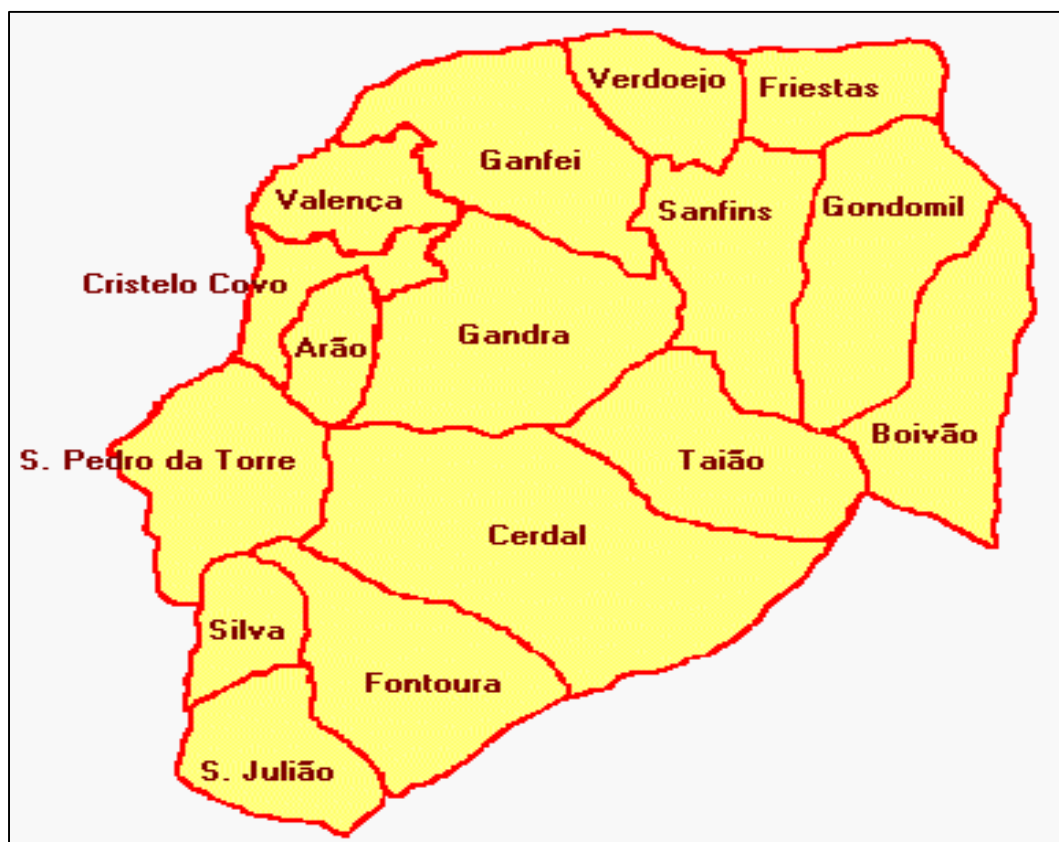 Verdoejo
Friestas
Ganfei
Valença
Sanfins
Gondomil
Cristelo Covo
Arão
Gandra
Boivão
S. Pedro da Torre
Taião
Cerdal
Silva
Fontoura
S. Julião